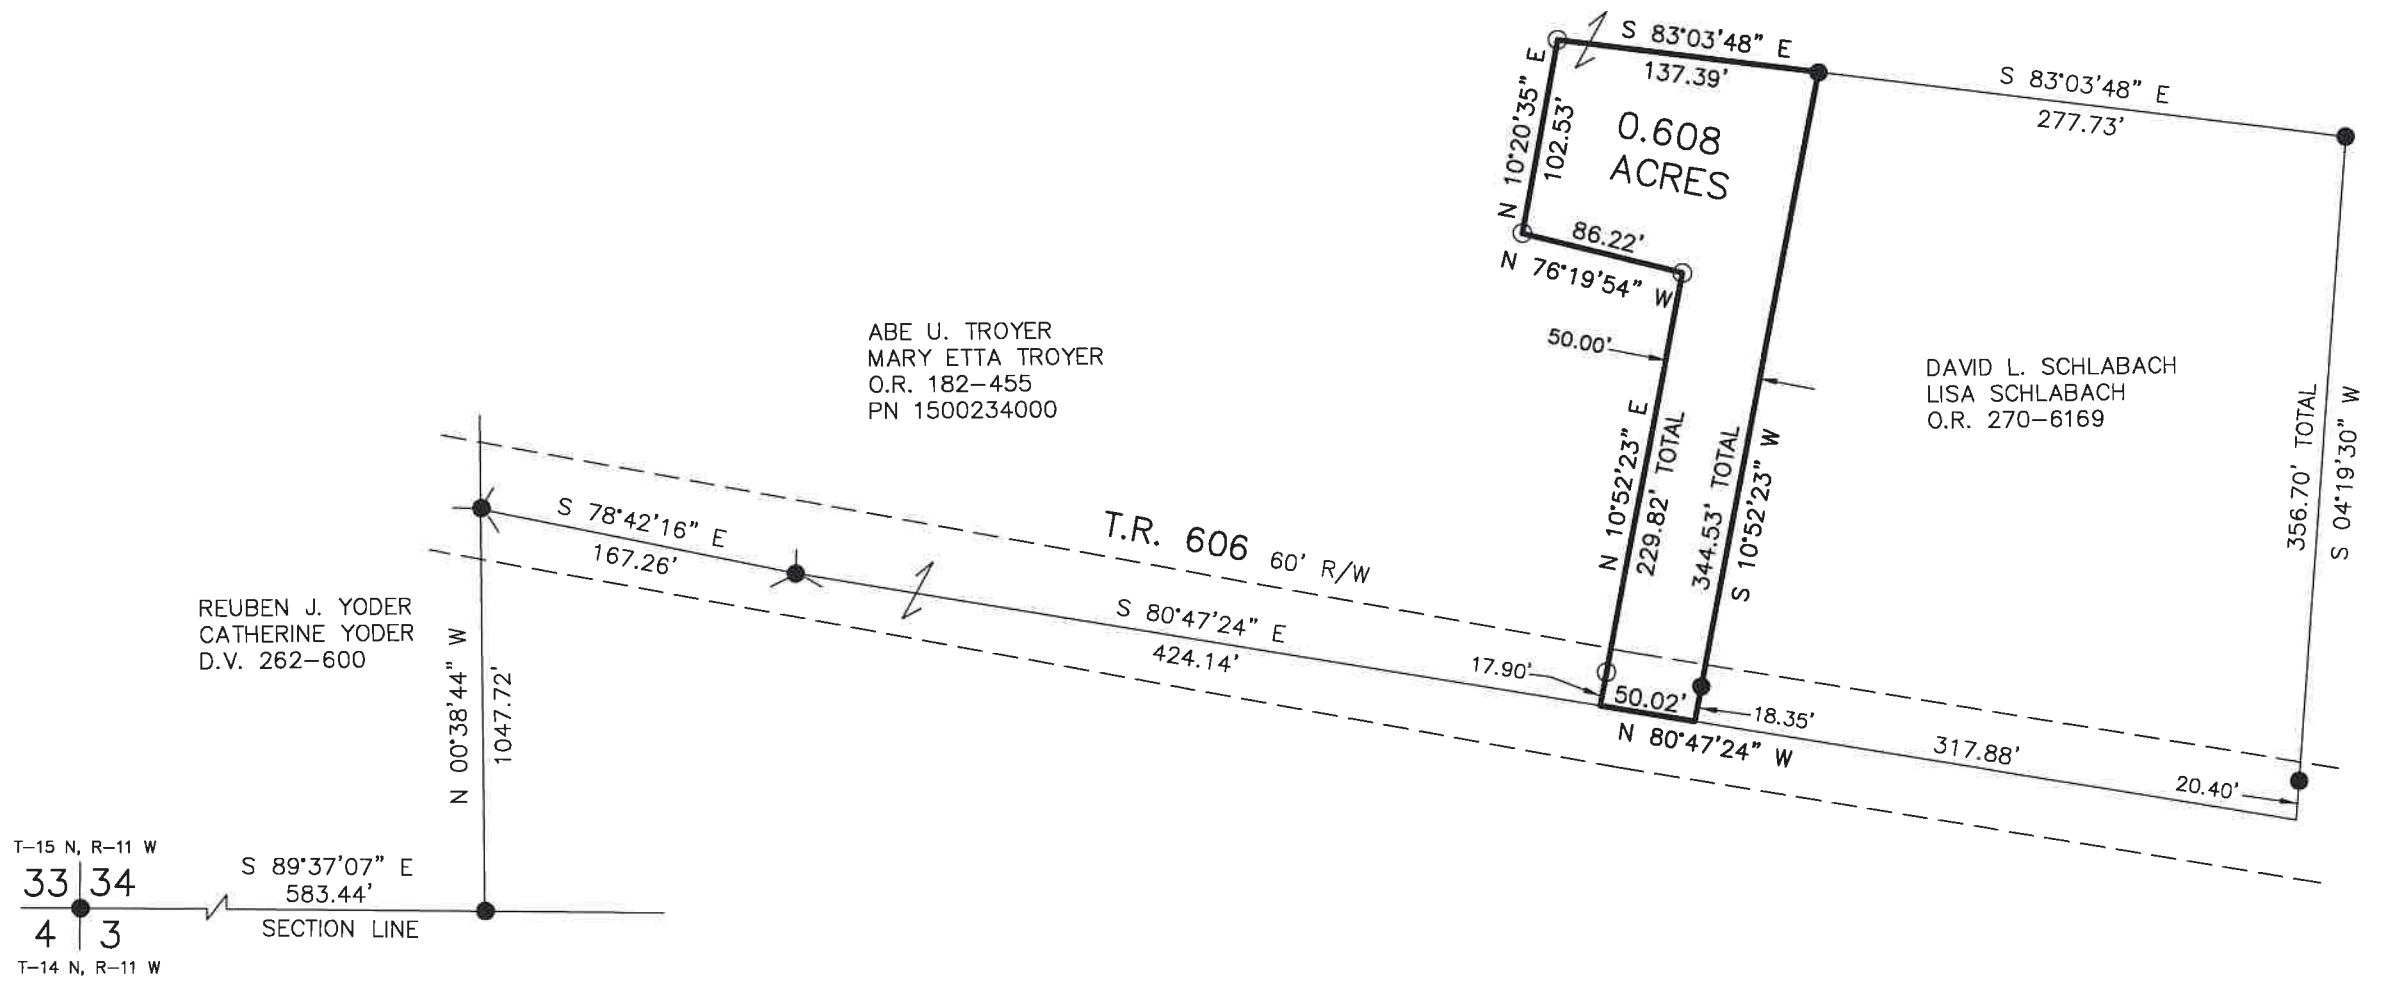 S 83°03'48" E
137.39'
S 83°03'48" E
277.73'
N 10°20'35" E
102.53'
0.608
ACRES
86.22'
N 76°19'54" W
50.00'
ABE U. TROYER
MARY ETTA TROYER
O.R. 182-455
PN 1500234000
DAVID L. SCHLABACH
LISA SCHLABACH
O.R. 270-6169
N 10°52'23" E
229.82' TOTAL
344.53' TOTAL
S 10°52'23" W
356.70' TOTAL
S 04°19'30" W
S 78°42'16" E
167.26'
T.R. 606 60' R/W
S 80°47'24" E
424.14'
REUBEN J. YODER
CATHERINE YODER
D.V. 262-600
N 00°38'44" W
1047.72'
17.90'
50.02'
18.35'
N 80°47'24" W
317.88'
20.40'
T-15 N, R-11 W
33 34
4 3
T-14 N, R-11 W
S 89°37'07" E
583.44'
SECTION LINE